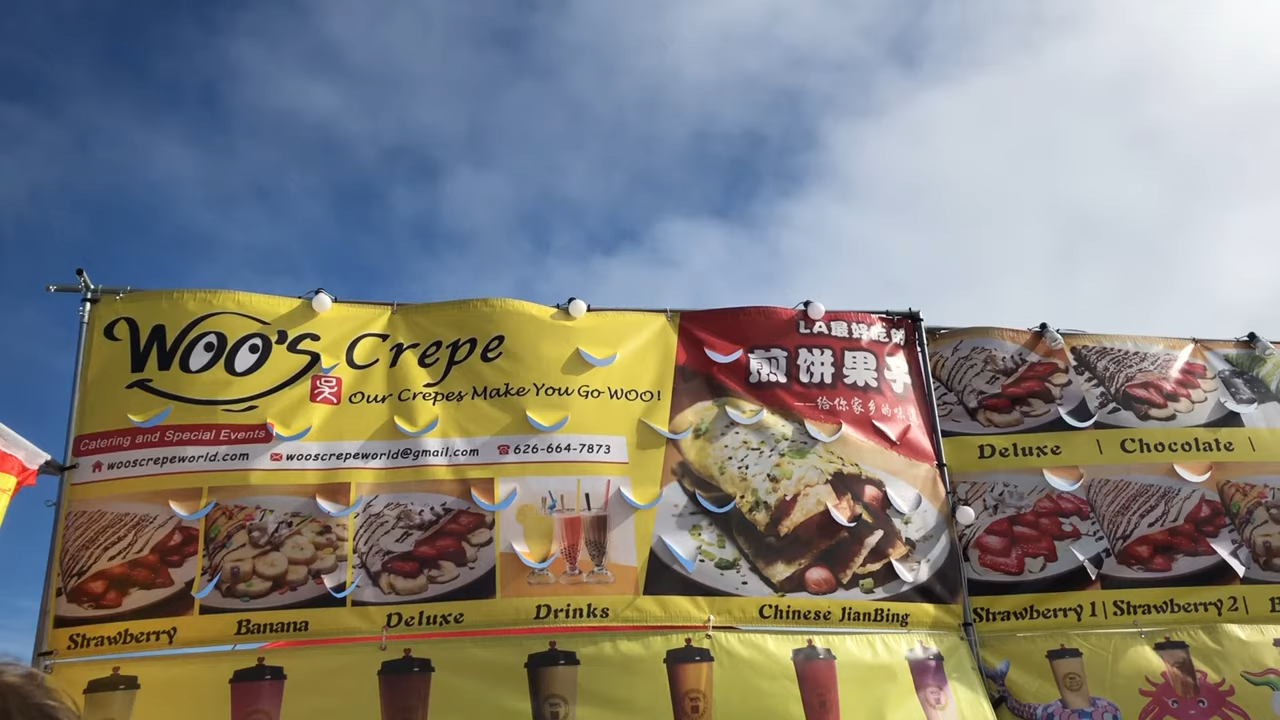 Woo's Crepe
吴
Our Crepes Make You Go WOO!
Catering and Special Events
wooscrepeworld.com wooscrepeworld@gmail.com 626-664-7873
Strawberry Banana Deluxe Drinks
LA最好吃的
煎饼果子
——给你家乡的味
Chinese JianBing
Deluxe | Chocolate |
Strawberry 1 | Strawberry 2 |